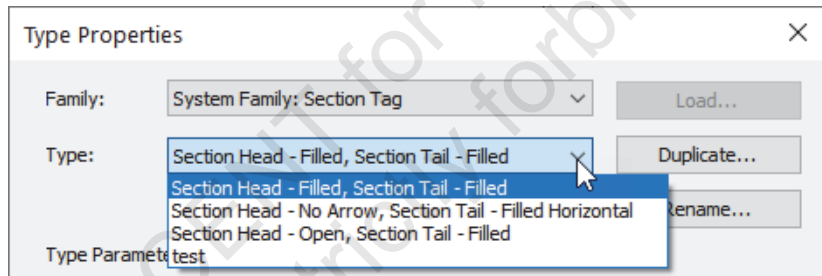 Type Properties
Family:
System Family: Section Tag
Load...
Type:
Section Head - Filled, Section Tail - Filled
Duplicate...
Section Head - Filled, Section Tail - Filled
Section Head - No Arrow, Section Tail - Filled Horizontal
Section Head - Open, Section Tail - Filled
test
Type Paramet